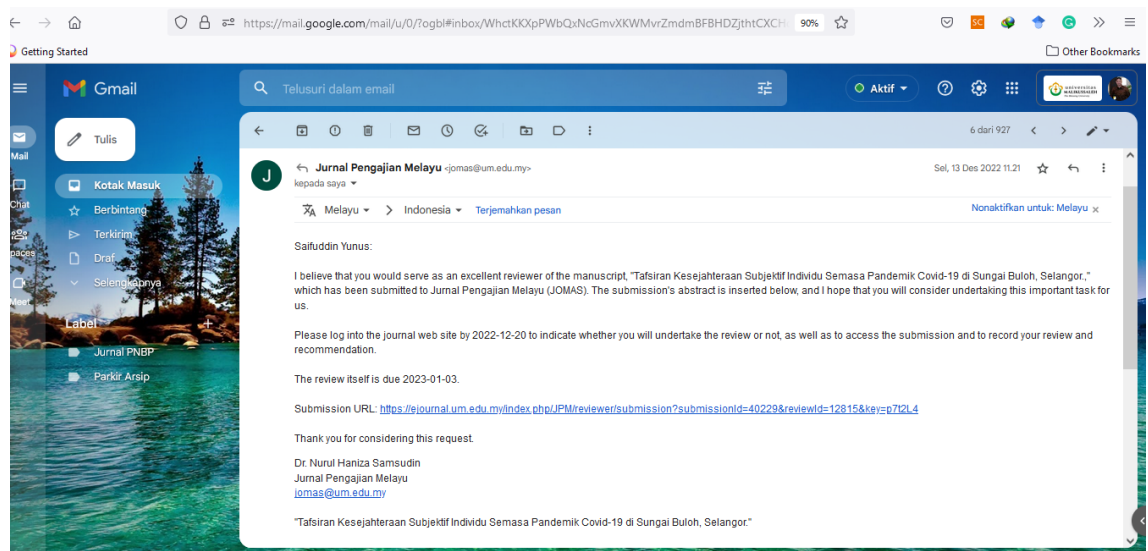 https://mail.google.com/mail/u/0/?ogbl#inbox/WhctKKXpPWbQxNcGmvXKWMvrZmdmBFBHDZjthtCXCH
90%
SC
Getting Started
Other Bookmarks
Gmail
Telusuri dalam email
Aktif
universitas
MALIKUSSALEH
Tulis
6 dari 927
Mail
Kotak Masuk
Chat
Berbintang
Terkirim
paces
Draf
Selengkapnya
Meet
Label
Jurnal PNBP
Parkir Arsip
J
Jurnal Pengajian Melayu <jomas@um.edu.my>
Sel, 13 Des 2022 11.21
kepada saya
Melayu > Indonesia Terjemahkan pesan
Nonaktifkan untuk: Melayu x
Saifuddin Yunus:
I believe that you would serve as an excellent reviewer of the manuscript, "Tafsiran Kesejahteraan Subjektif Individu Semasa Pandemik Covid-19 di Sungai Buloh, Selangor.,"
which has been submitted to Jurnal Pengajian Melayu (JOMAS). The submission's abstract is inserted below, and I hope that you will consider undertaking this important task for
us.
Please log into the journal web site by 2022-12-20 to indicate whether you will undertake the review or not, as well as to access the submission and to record your review and
recommendation.
The review itself is due 2023-01-03.
Submission URL: https://ejournal.um.edu.my/index.php/JPM/reviewer/submission?submissionId=40229&reviewId=12815&key=p7t2L4
Thank you for considering this request.
Dr. Nurul Haniza Samsudin
Jurnal Pengajian Melayu
jomas@um.edu.my
"Tafsiran Kesejahteraan Subjektif Individu Semasa Pandemik Covid-19 di Sungai Buloh, Selangor."